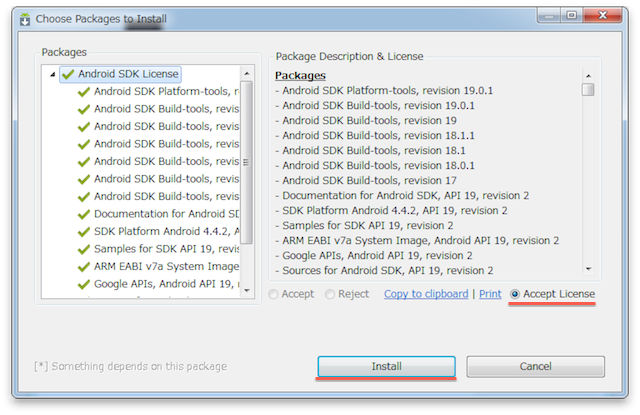 Choose Packages to Install
Packages
Android SDK License
Android SDK Platform-tools, re
Android SDK Build-tools, revis
Android SDK Build-tools, revis
Android SDK Build-tools, revis
Android SDK Build-tools, revis
Android SDK Build-tools, revis
Android SDK Build-tools, revis
Documentation for Android SD
SDK Platform Android 4.4.2, A
Samples for SDK API 19, revisi
ARM EABI v7a System Image,
Google APIs, Android API 19, r
Package Description & License
Packages
- Android SDK Platform-tools, revision 19.0.1
- Android SDK Build-tools, revision 19.0.1
- Android SDK Build-tools, revision 19
- Android SDK Build-tools, revision 18.1.1
- Android SDK Build-tools, revision 18.1
- Android SDK Build-tools, revision 18.0.1
- Android SDK Build-tools, revision 17
- Documentation for Android SDK, API 19, revision 2
- SDK Platform Android 4.4.2, API 19, revision 2
- Samples for SDK API 19, revision 2
- ARM EABI v7a System Image, Android API 19, revision 2
- Google APIs, Android API 19, revision 2
- Sources for Android SDK, API 19, revision 2
Accept Reject Copy to clipboard | Print Accept License
[*] Something depends on this package
Install
Cancel